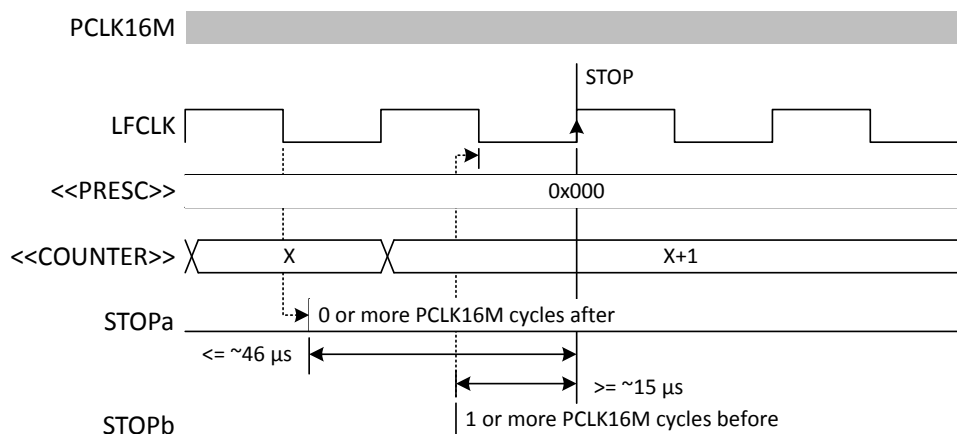 PCLK16M
STOP
LFCLK
<<PRESC>>
0x000
<<COUNTER>>
X
X+1
STOPa
0 or more PCLK16M cycles after
<= ~46 µs
>= ~15 µs
STOPb
1 or more PCLK16M cycles before